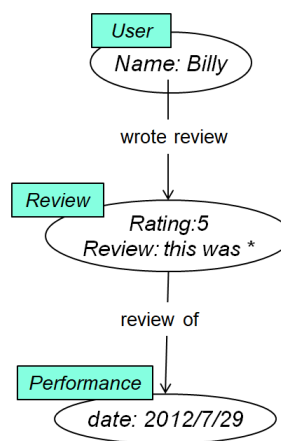 User
Name: Billy
wrote review
Review
Rating:5
Review: this was *
review of
Performance
date: 2012/7/29